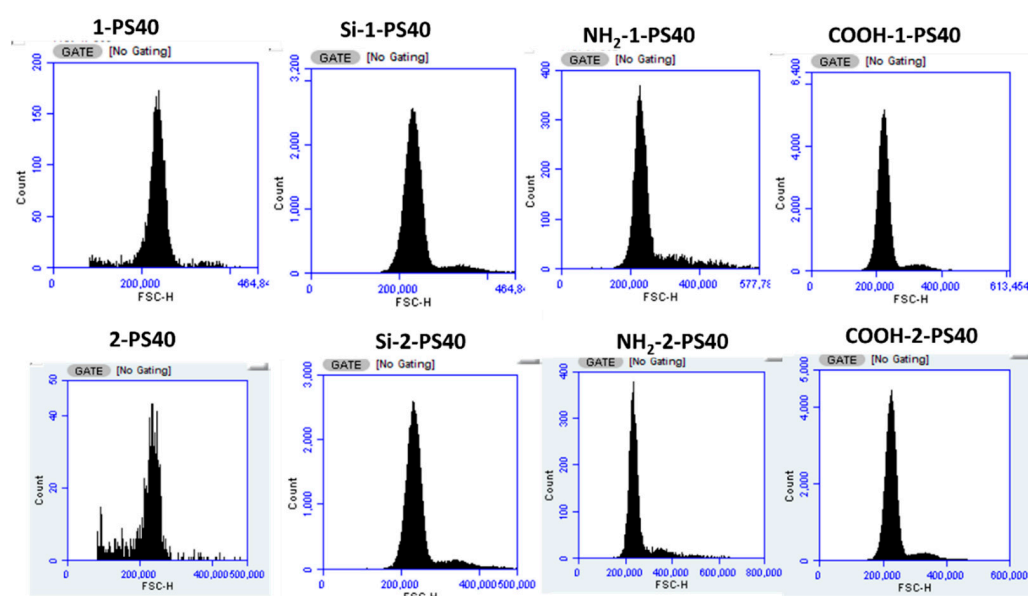 1-PS40
GATE [No Gating]
200
150
100
50
0
Count
0
200,000
464,84
FSC-H
Si-1-PS40
GATE [No Gating]
3,200
2,000
1,000
0
Count
0
200,000
464,84
FSC-H
NH₂-1-PS40
GATE [No Gating]
400
300
200
100
0
Count
0
200,000
400,000
577,78
FSC-H
COOH-1-PS40
GATE [No Gating]
6,400
4,000
2,000
0
Count
0
200,000
400,000
613,464
FSC-H
2-PS40
GATE [No Gating]
50
40
20
0
Count
0
200,000
400,000
500,000
FSC-H
Si-2-PS40
GATE [No Gating]
3,000
2,000
1,000
0
Count
0
200,000
400,000
500,000
FSC-H
NH₂-2-PS40
GATE [No Gating]
400
300
200
100
0
Count
0
200,000
400,000
600,000
800,000
FSC-H
COOH-2-PS40
GATE [No Gating]
5,000
4,000
2,000
0
Count
0
200,000
400,000
600,000
FSC-H